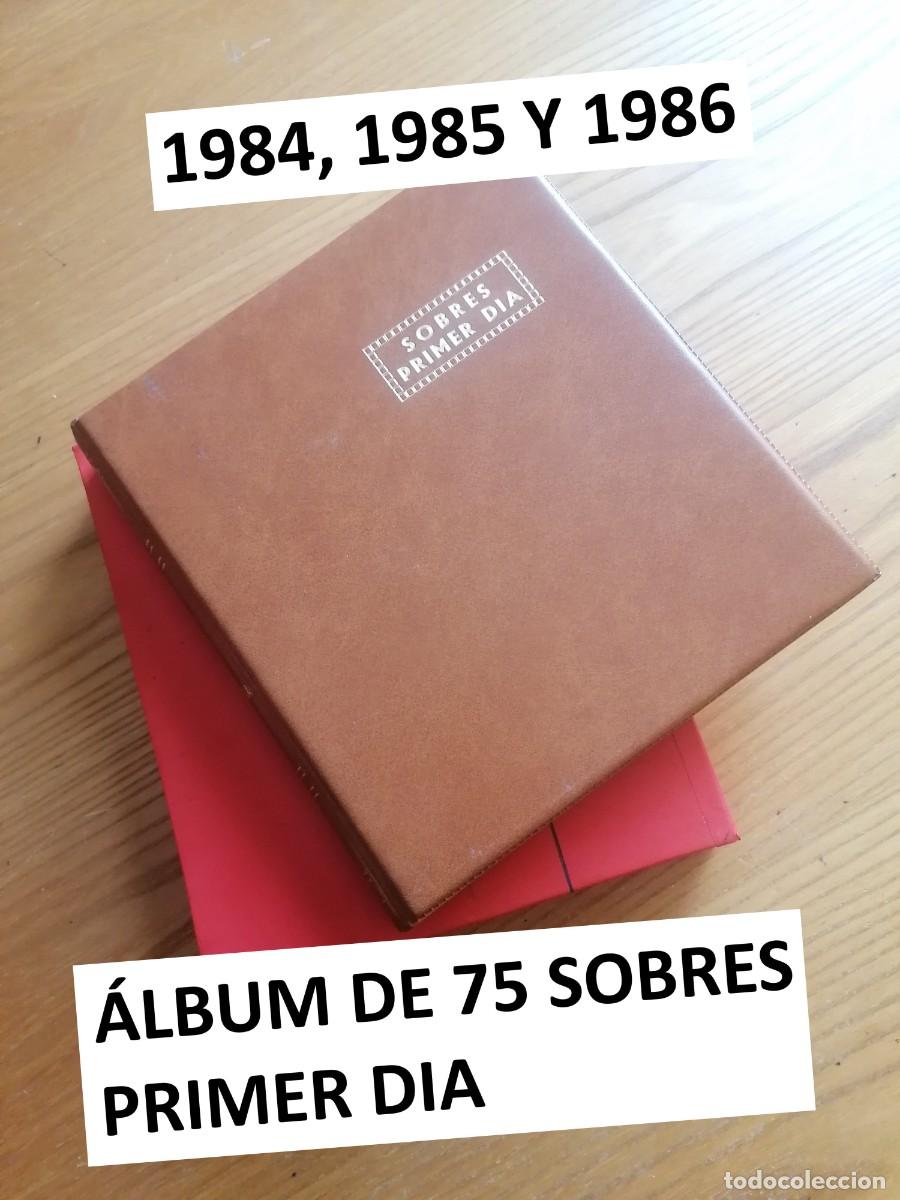 1984, 1985 Y 1986
SOBRES
PRIMER DIA
ÁLBUM DE 75 SOBRES
PRIMER DIA
todocoleccion